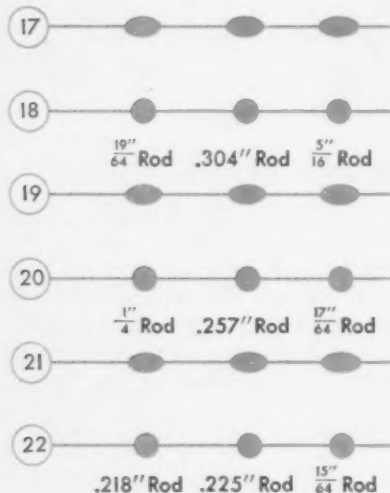 17
18
19"/64 Rod .304" Rod 5"/16 Rod
19
20
1"/4 Rod .257" Rod 17"/64 Rod
21
22
.218" Rod .225" Rod 15"/64 Rod